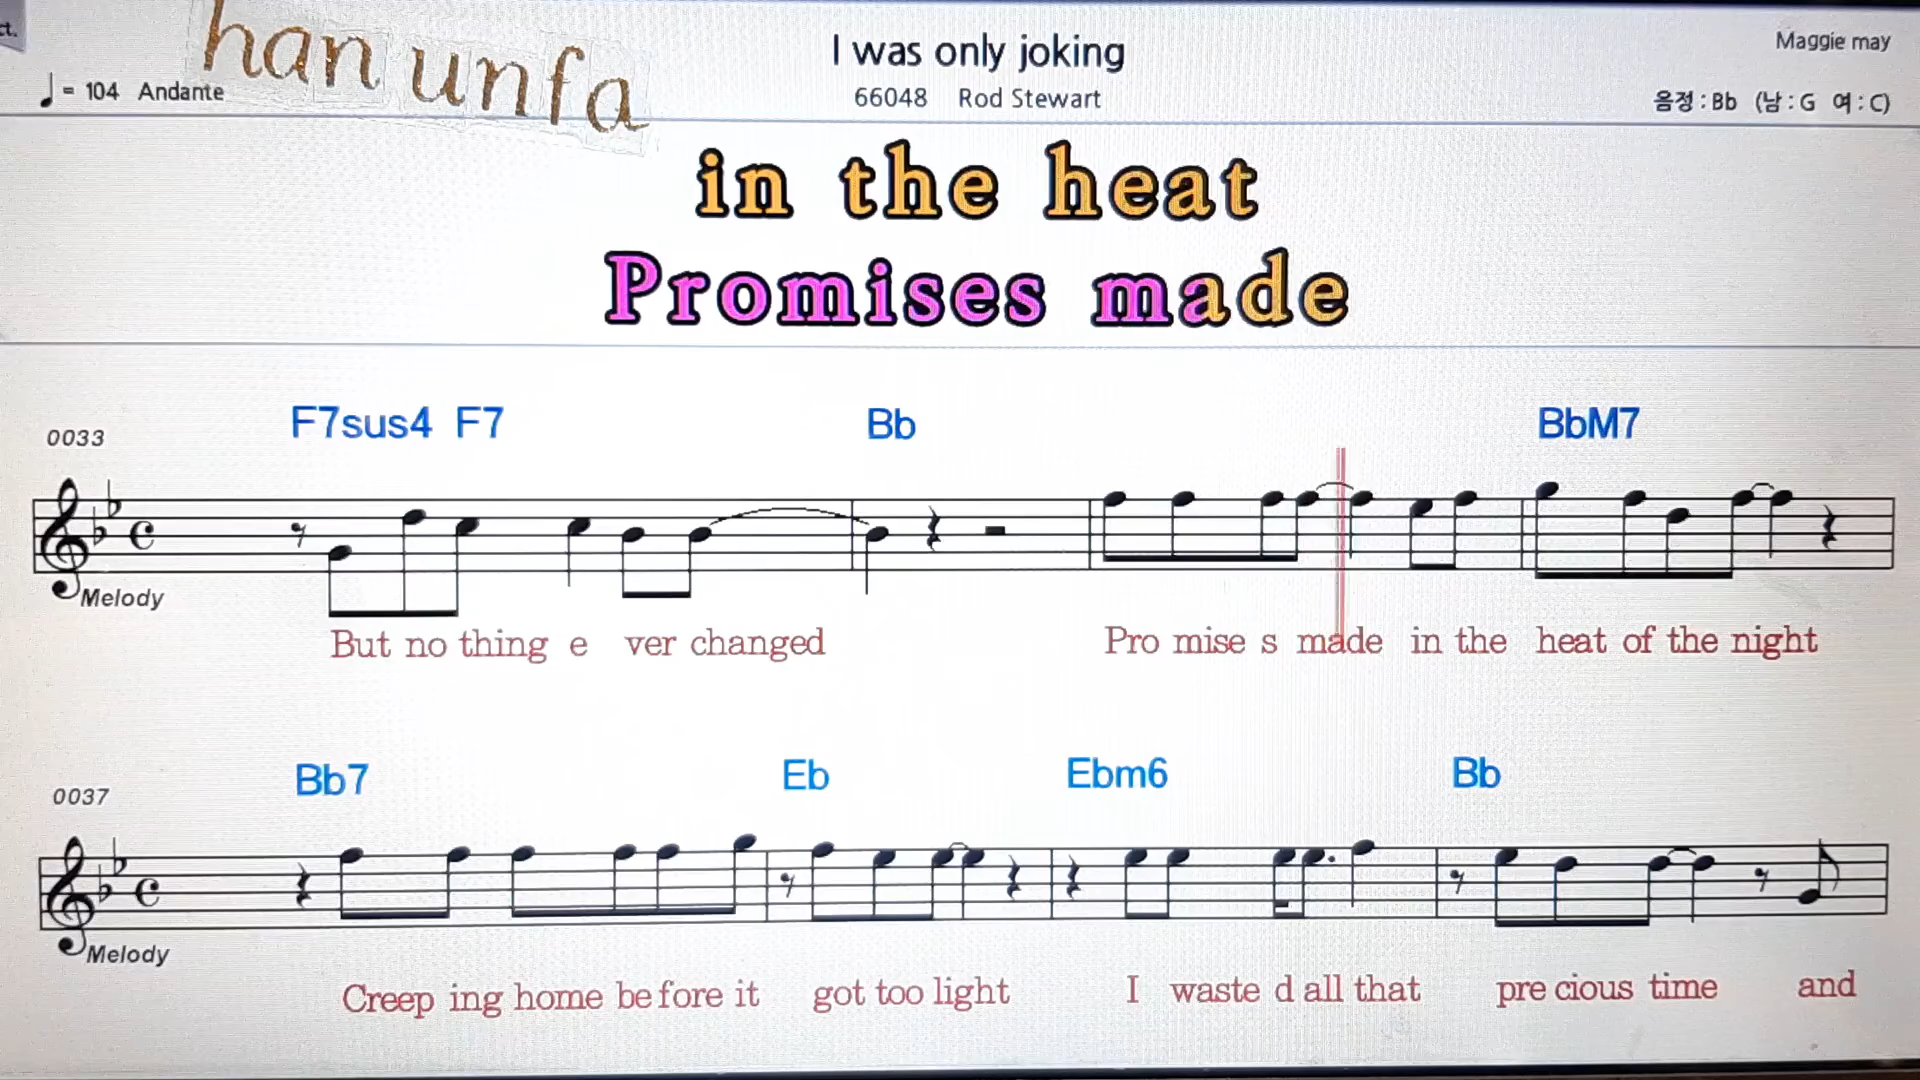 ct.
han unfa
I was only joking
Maggie may
= 104 Andante
66048 Rod Stewart
음정 : Bb (남 : G 여 : C)
in the heat
Promises made
F7sus4 F7 Bb BbM7
0033
Melody
But no thing e ver changed Pro mise s made in the heat of the night
Bb7 Eb Ebm6 Bb
0037
Melody
Creep ing home be fore it got too light I waste d all that pre cious time and